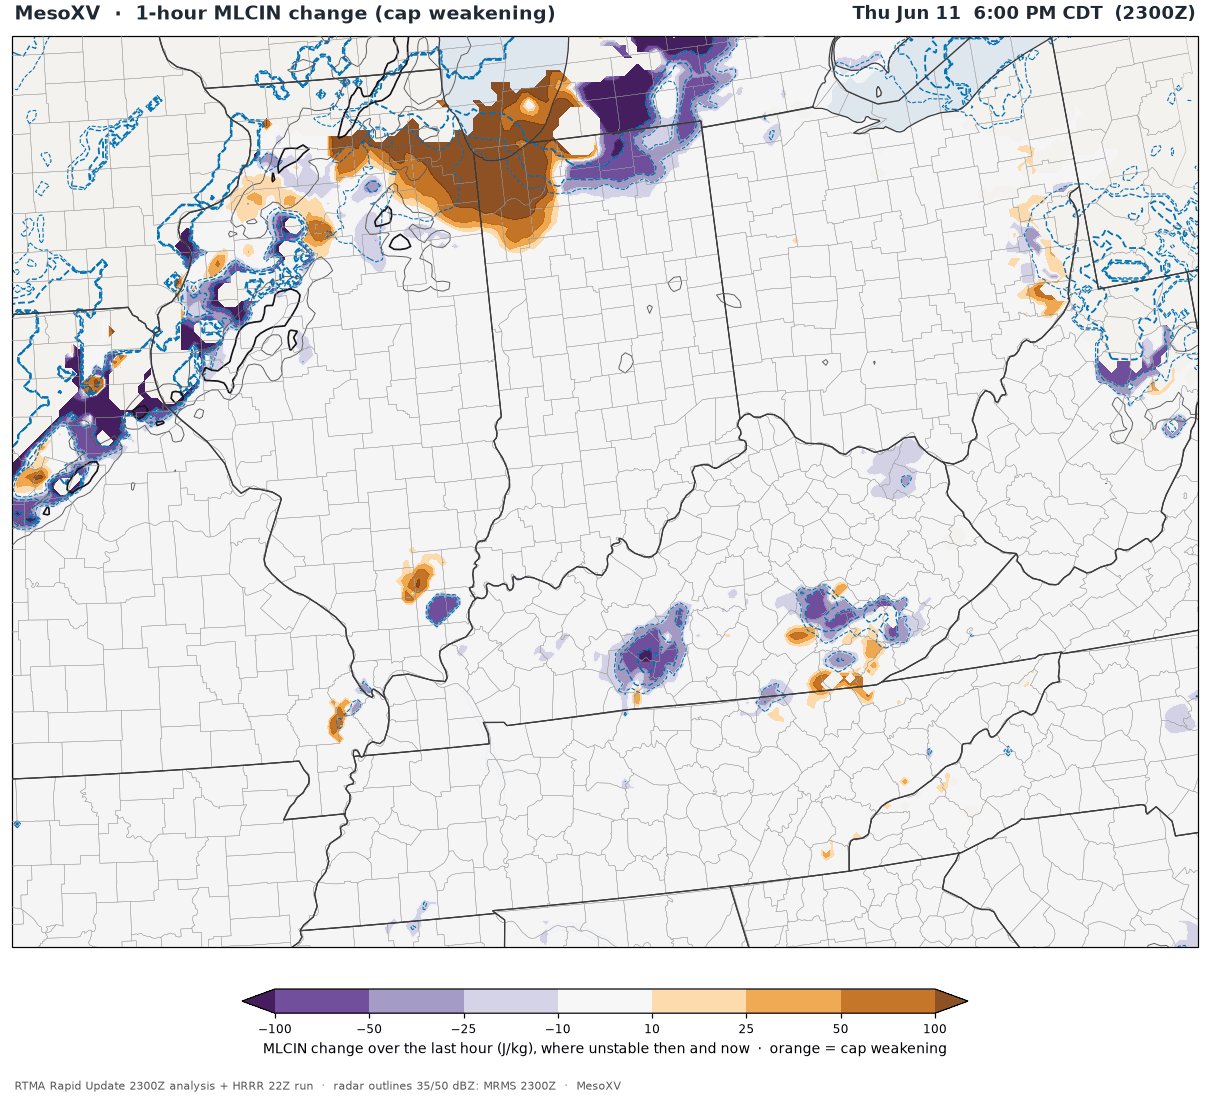 MesoXV · 1-hour MLCIN change (cap weakening)
Thu Jun 11 6:00 PM CDT (2300Z)
−100 −50 −25 −10 10 25 50 100
MLCIN change over the last hour (J/kg), where unstable then and now · orange = cap weakening
RTMA Rapid Update 2300Z analysis + HRRR 22Z run · radar outlines 35/50 dBZ: MRMS 2300Z · MesoXV